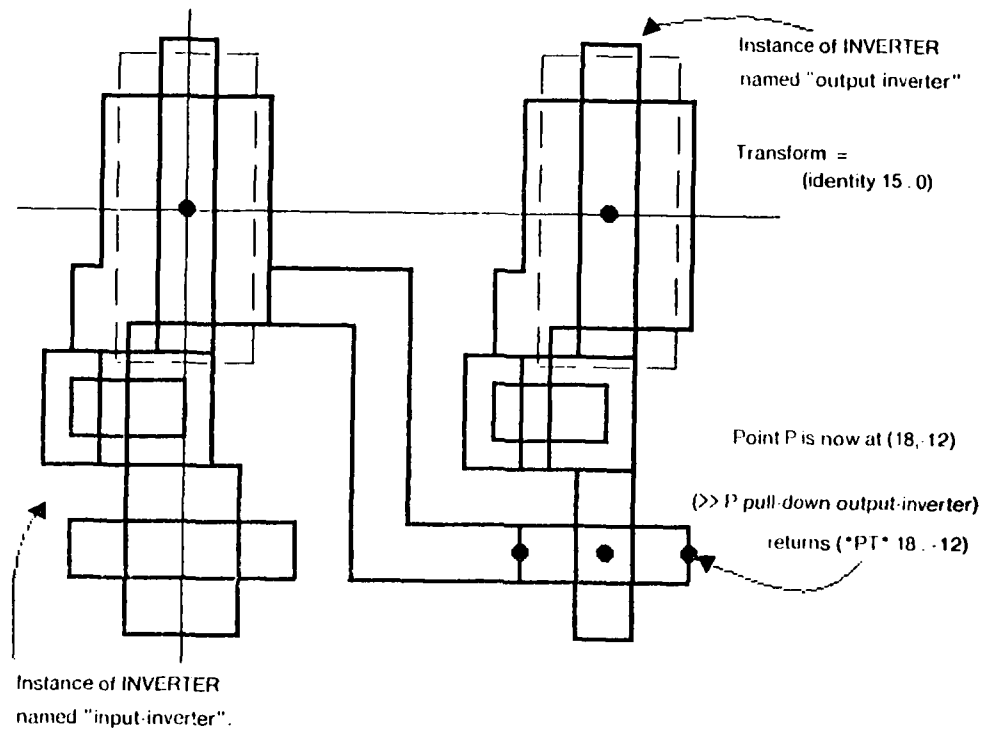 Instance of INVERTER
named "output inverter"
Transform =
(identity 15 . 0)
Point P is now at (18,-12)
(>> P pull-down output-inverter)
returns (*PT* 18 . -12)
Instance of INVERTER
named "input-inverter".